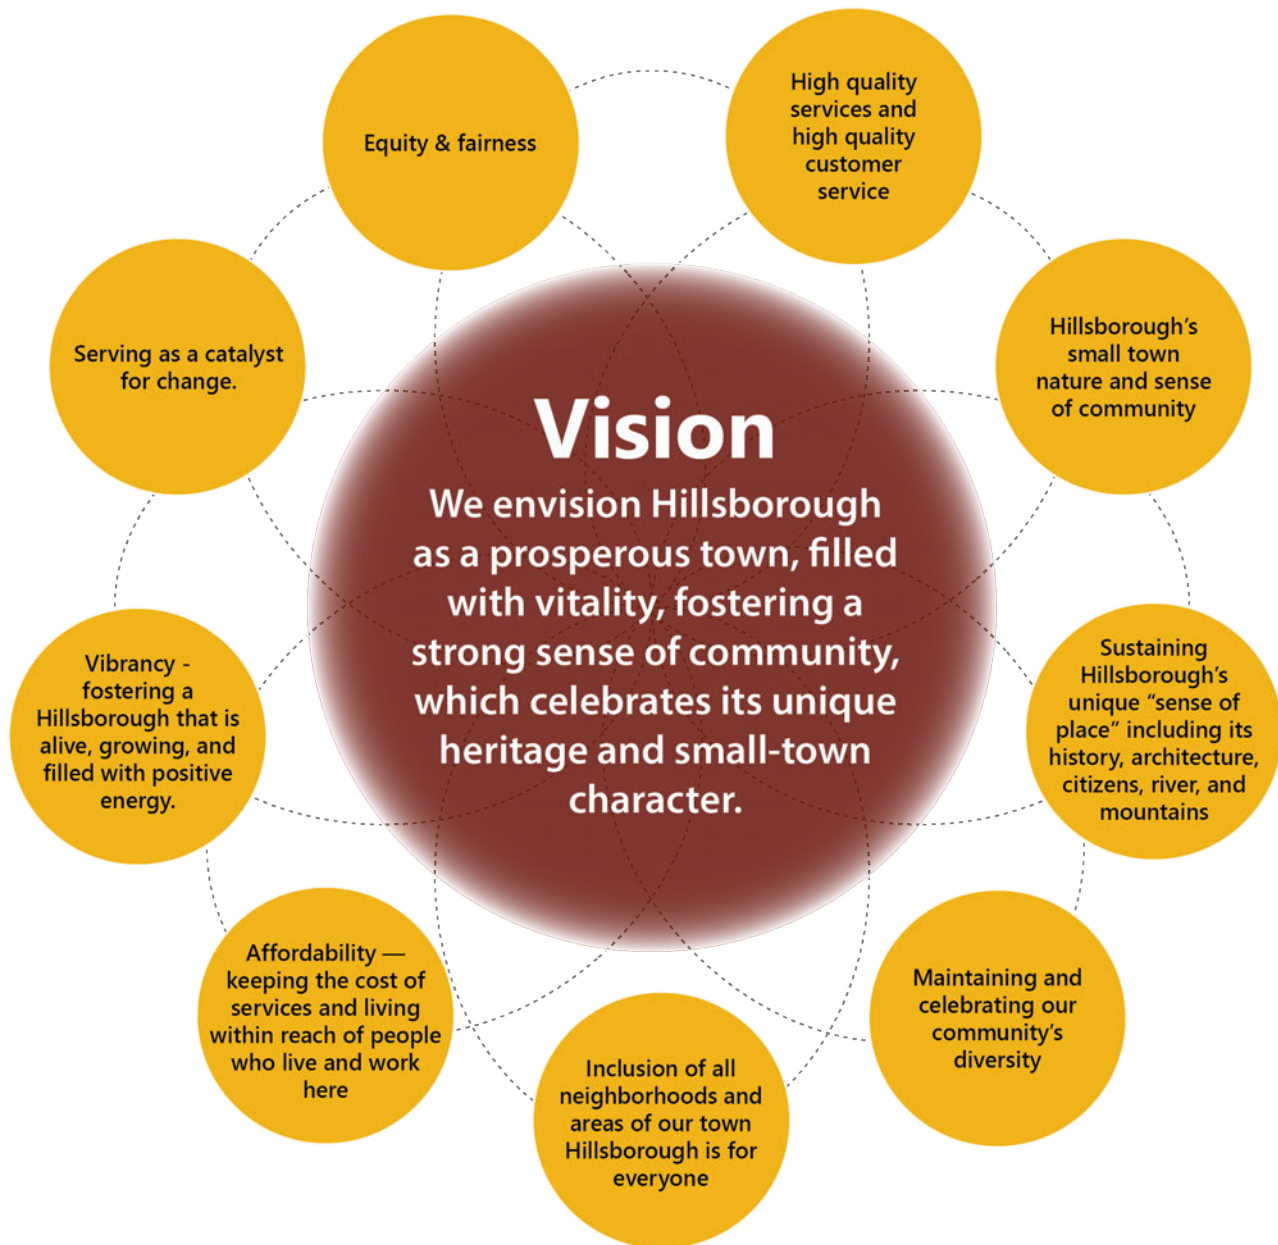 Equity & fairness
High quality
services and
high quality
customer
service
Serving as a catalyst
for change.
Hillsborough’s
small town
nature and sense
of community
Vision
We envision Hillsborough
as a prosperous town, filled
with vitality, fostering a
strong sense of community,
which celebrates its unique
heritage and small-town
character.
Vibrancy -
fostering a
Hillsborough that is
alive, growing, and
filled with positive
energy.
Sustaining
Hillsborough’s
unique “sense of
place” including its
history, architecture,
citizens, river, and
mountains
Affordability —
keeping the cost of
services and living
within reach of people
who live and work
here
Inclusion of all
neighborhoods and
areas of our town
Hillsborough is for
everyone
Maintaining and
celebrating our
community’s
diversity